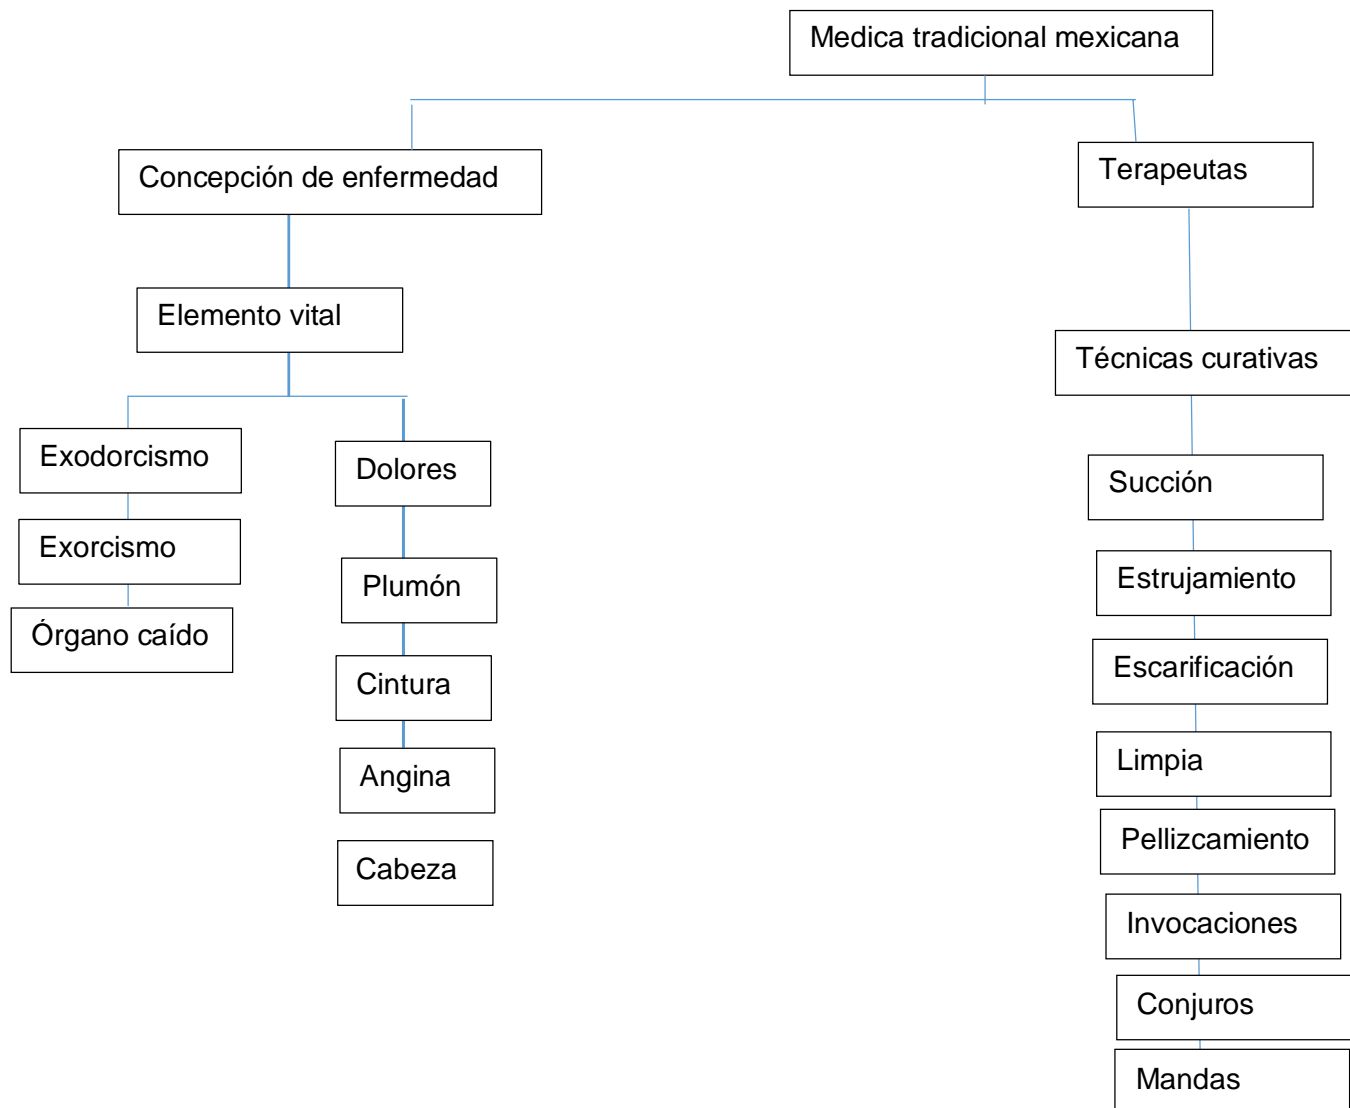 Medica tradicional mexicana
Concepción de enfermedad
Terapeutas
Elemento vital
Técnicas curativas
Exodorcismo
Dolores
Succión
Exorcismo
Plumón
Estrujamiento
Órgano caído
Cintura
Escarificación
Angina
Limpia
Cabeza
Pellizcamiento
Invocaciones
Conjuros
Mandas